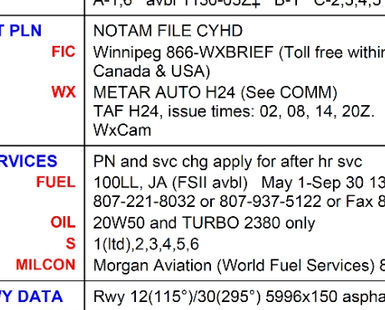 A-1,6 avbl 1130-03Z‡ B-1 C-2,3,4,5
T PLN NOTAM FILE CYHD
FIC Winnipeg 866-WXBRIEF (Toll free within
Canada & USA)
WX METAR AUTO H24 (See COMM)
TAF H24, issue times: 02, 08, 14, 20Z.
WxCam
RVICES PN and svc chg apply for after hr svc
FUEL 100LL, JA (FSII avbl) May 1-Sep 30 13
807-221-8032 or 807-937-5122 or Fax 8
OIL 20W50 and TURBO 2380 only
S 1(ltd),2,3,4,5,6
MILCON Morgan Aviation (World Fuel Services) 8
WY DATA Rwy 12(115°)/30(295°) 5996x150 aspha